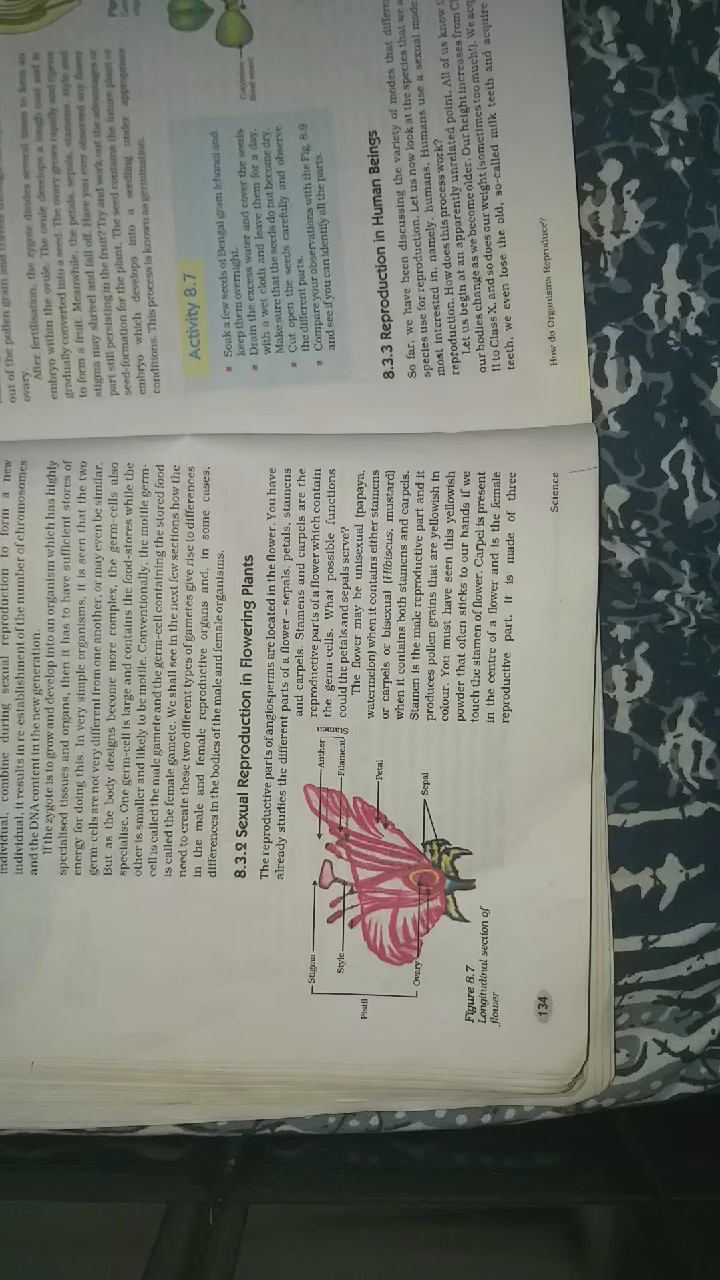 individual, combine during sexual reproduction to form a new
individual, it results in re-establishment of the number of chromosomes
and the DNA content in the new generation.
If the zygote is to grow and develop into an organism which has highly
specialised tissues and organs, then it has to have sufficient stores of
energy for doing this. In very simple organisms, it is seen that the two
germ-cells are not very different from one another, or may even be similar.
But as the body designs become more complex, the germ-cells also
specialise. One germ-cell is large and contains the food-stores while the
other is smaller and likely to be motile. Conventionally, the motile germ-
cell is called the male gamete and the germ-cell containing the stored food
is called the female gamete. We shall see in the next few sections how the
need to create these two different types of gametes give rise to differences
in the male and female reproductive organs and, in some cases,
differences in the bodies of the male and female organisms.
8.3.2 Sexual Reproduction in Flowering Plants
The reproductive parts of angiosperms are located in the flower. You have
already studies the different parts of a flower – sepals, petals, stamens
and carpels. Stamens and carpels are the
reproductive parts of a flower which contain
the germ-cells. What possible functions
could the petals and sepals serve?
The flower may be unisexual (papaya,
watermelon) when it contains either stamens
or carpels or bisexual (Hibiscus, mustard)
when it contains both stamens and carpels.
Stamen is the male reproductive part and it
produces pollen grains that are yellowish in
colour. You must have seen this yellowish
powder that often sticks to our hands if we
touch the stamen of flower. Carpel is present
in the centre of a flower and is the female
reproductive part. It is made of three
Stigma
Style
Pistil
Ovary
Anther
Filament
Stamen
Petal
Sepal
Figure 8.7
Longitudinal section of
flower
134
Science
out of the pollen grain and travels
ovary.
After fertilisation, the zygote divides several times to form an
embryo within the ovule. The ovule develops a tough coat and is
gradually converted into a seed. The ovary grows rapidly and ripens
to form a fruit. Meanwhile, the petals, sepals, stamens, style and
stigma may shrivel and fall off. Have you ever observed any flower
part still persisting in the fruit? Try and work out the advantages of
seed-formation for the plant. The seed contains the future plant or
embryo which develops into a seedling under appropriate
conditions. This process is known as germination.
Activity 8.7
Soak a few seeds of Bengal gram (chana) and
keep them overnight.
Drain the excess water and cover the seeds
with a wet cloth and leave them for a day.
Make sure that the seeds do not become dry.
Cut open the seeds carefully and observe
the different parts.
Compare your observations with the Fig. 8.9
and see if you can identify all the parts.
Cotyledon
8.3.3 Reproduction in Human Beings
So far, we have been discussing the variety of modes that
species use for reproduction. Let us now look at the species that we
most interested in, namely, humans. Humans use a sexual mode
reproduction. How does this process work?
Let us begin at an apparently unrelated point. All of us know
our bodies change as we become older. Our height increases from
II to Class X, and so does our weight (sometimes too much!). We
teeth, we even lose the old, so-called milk teeth and acquire
How do Organisms Reproduce?